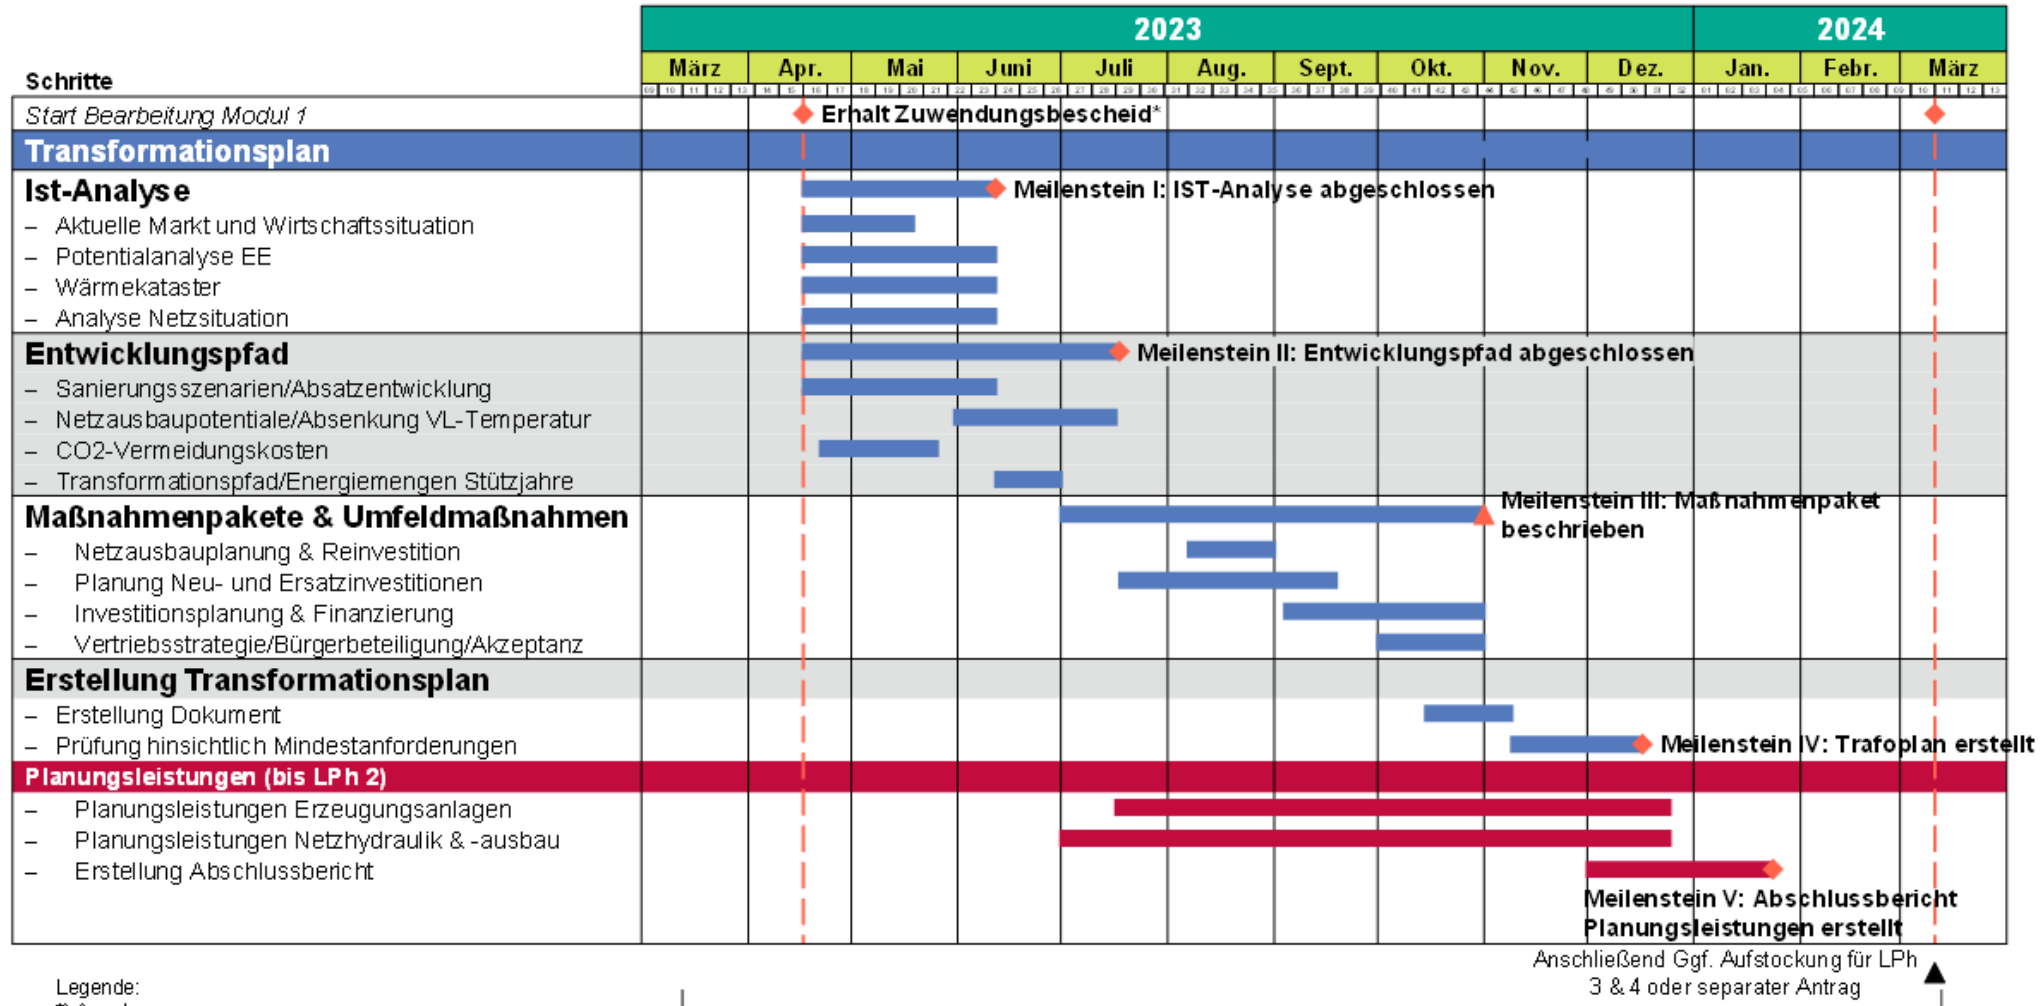 2023 2024
Schritte März Apr. Mai Juni Juli Aug. Sept. Okt. Nov. Dez. Jan. Febr. März
Start Bearbeitung Modul 1 Erhalt Zuwendungsbescheid*
Transformationsplan
Ist-Analyse Meilenstein I: IST-Analyse abgeschlossen
– Aktuelle Markt und Wirtschaftssituation
– Potentialanalyse EE
– Wärmekataster
– Analyse Netzsituation
Entwicklungspfad Meilenstein II: Entwicklungspfad abgeschlossen
– Sanierungsszenarien/Absatzentwicklung
– Netzausbaupotentiale/Absenkung VL-Temperatur
– CO2-Vermeidungskosten
– Transformationspfad/Energiemengen Stützjahre
Maßnahmenpakete & Umfeldmaßnahmen
Meilenstein III: Maßnahmenpaket
beschrieben
– Netzausbauplanung & Reinvestition
– Planung Neu- und Ersatzinvestitionen
– Investitionsplanung & Finanzierung
– Vertriebsstrategie/Bürgerbeteiligung/Akzeptanz
Erstellung Transformationsplan
– Erstellung Dokument
– Prüfung hinsichtlich Mindestanforderungen Meilenstein IV: Trafoplan erstellt
Planungsleistungen (bis LPh 2)
– Planungsleistungen Erzeugungsanlagen
– Planungsleistungen Netzhydraulik & -ausbau
– Erstellung Abschlussbericht
Meilenstein V: Abschlussbericht
Planungsleistungen erstellt
Anschließend Ggf. Aufstockung für LPh
3 & 4 oder separater Antrag
Legende: